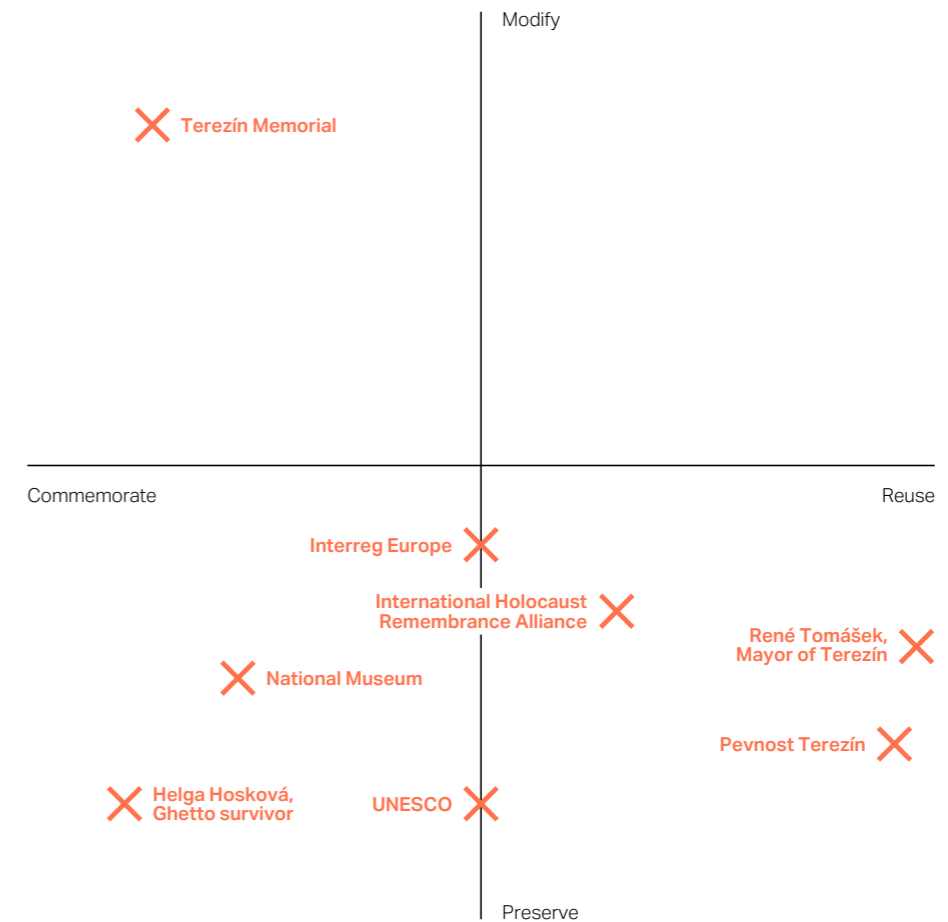 Modify
Terezín Memorial
Commemorate
Reuse
Interreg Europe
International Holocaust
Remembrance Alliance
René Tomášek,
Mayor of Terezín
National Museum
Pevnost Terezín
Helga Hosková,
Ghetto survivor
UNESCO
Preserve